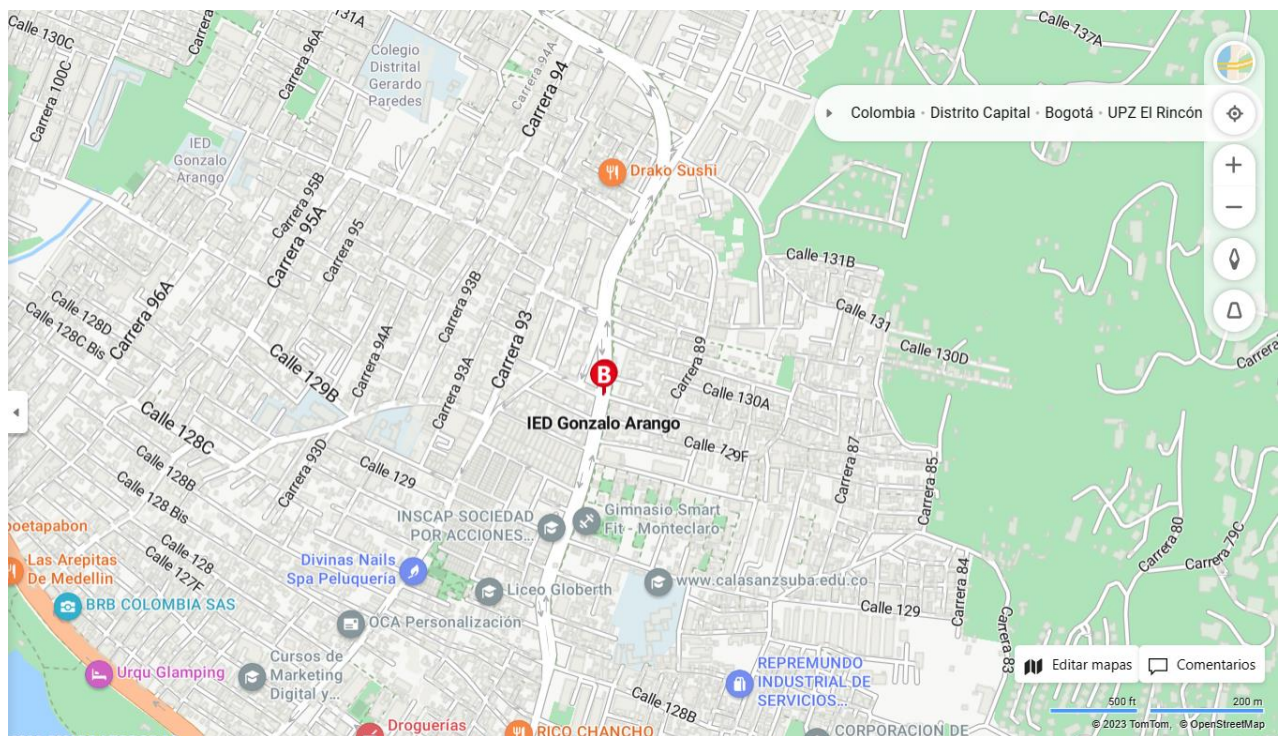 131A
Calle 137A
Calle 130C
Carrera 96A
Colegio
Distrital
Gerardo
Paredes
Carrera 94A
Carrera 94
Carrera 100C
Colombia · Distrito Capital · Bogotá · UPZ El Rincón
IED
Gonzalo
Arango
Drako Sushi
Carrera 95B
Carrera 95A
Carrera 95
Calle 131B
Carrera 93B
Carrera 96A
Calle 128D
Calle 128C Bis
Calle 131
Carrera 93
Carrera 94A
Carrera 89
Calle 130D
Carrera
Calle 129B
Carrera 93A
B
Calle 130A
IED Gonzalo Arango
Calle 128C
Calle 129F
Carrera 87
Carrera 93D
Calle 129
Calle 128B
Carrera 85
Calle 128 Bis
INSCAP SOCIEDAD
POR ACCIONES...
Gimnasio Smart
Fit - Monteclaro
Carrera 80
Carrera 79C
poetapabon
Calle 128
Calle 127F
Las Arepitas
De Medellín
Divinas Nails
Spa Peluquería
Liceo Globerth
www.calasanzsuba.edu.co
Carrera 84
BRB COLOMBIA SAS
Calle 129
OCA Personalización
Carrera 83
Urqu Glamping
Cursos de
Marketing
Digital y...
REPREMUNDO
INDUSTRIAL DE
SERVICIOS...
Editar mapas
Comentarios
Calle 128B
500 ft
200 m
Droguerías
RICO CHANCHO
CORPORACIÓN DE
© 2023 TomTom, © OpenStreetMap